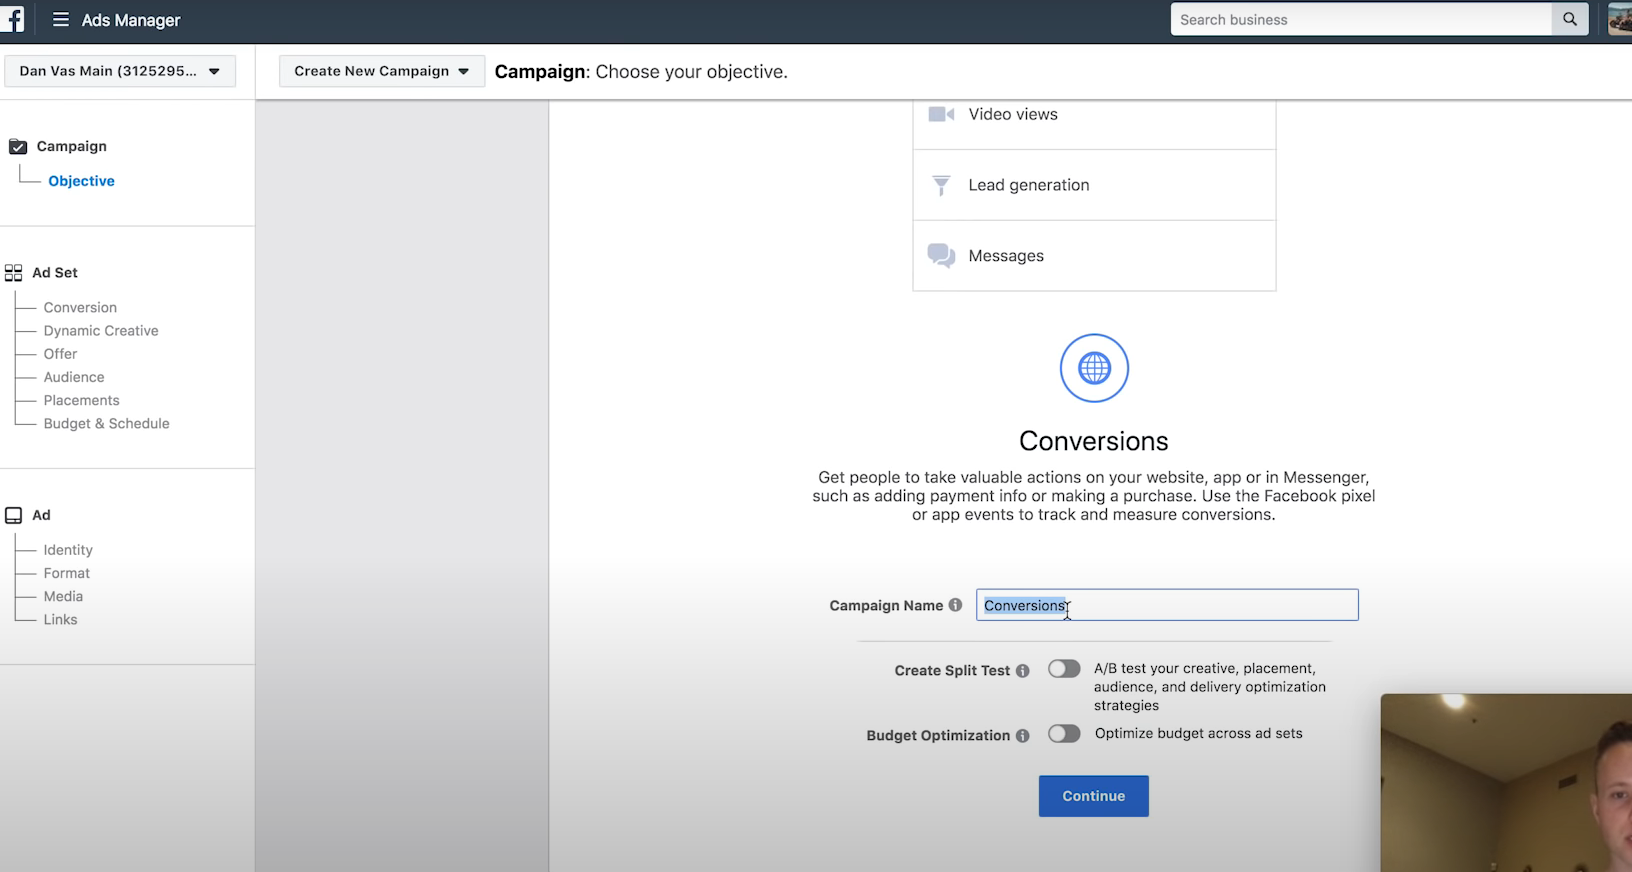 Ads Manager
Search business
Dan Vas Main (3125295...
Create New Campaign
Campaign: Choose your objective.
Campaign
Objective
Ad Set
Conversion
Dynamic Creative
Offer
Audience
Placements
Budget & Schedule
Ad
Identity
Format
Media
Links
Video views
Lead generation
Messages
Conversions
Get people to take valuable actions on your website, app or in Messenger,
such as adding payment info or making a purchase. Use the Facebook pixel
or app events to track and measure conversions.
Campaign Name
Conversions
Create Split Test
A/B test your creative, placement,
audience, and delivery optimization
strategies
Budget Optimization
Optimize budget across ad sets
Continue